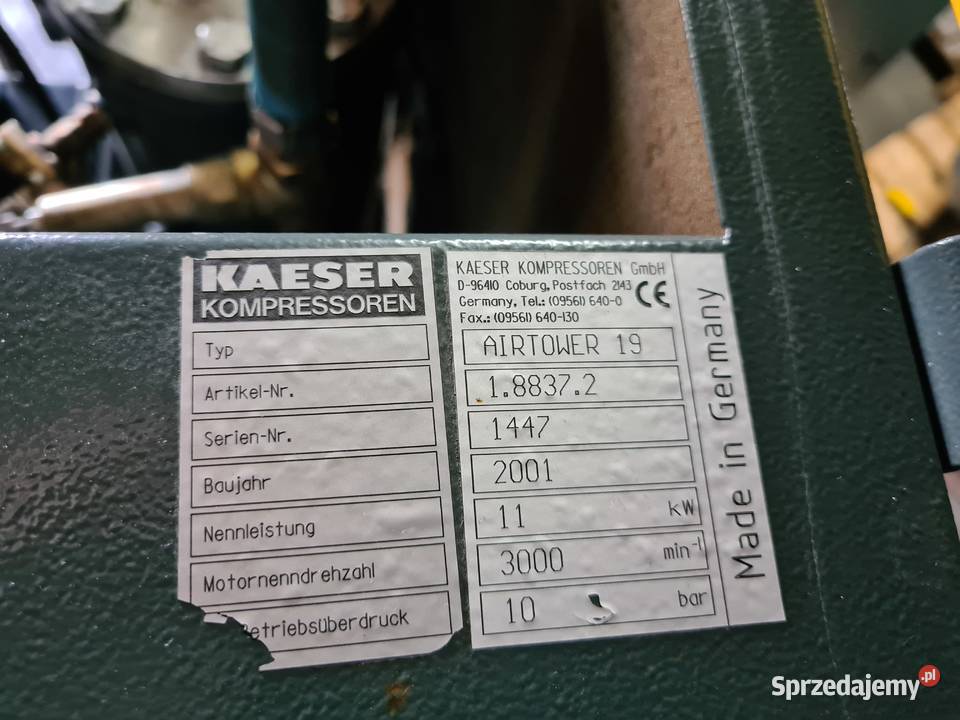 KAESER
KOMPRESSOREN
Typ
Artikel-Nr.
Serien-Nr.
Baujahr
Nennleistung
Motornenndrehzahl
Betriebsüberdruck
KAESER KOMPRESSOREN GmbH
D-96410 Coburg, Postfach 2143
Germany, Tel.: (09561) 640-0
Fax.: (09561) 640-130
CE
AIRTOWER 19
1.8837.2
1447
2001
11 kW
3000 min⁻¹
10 bar
Made in Germany
Sprzedajemy.pl